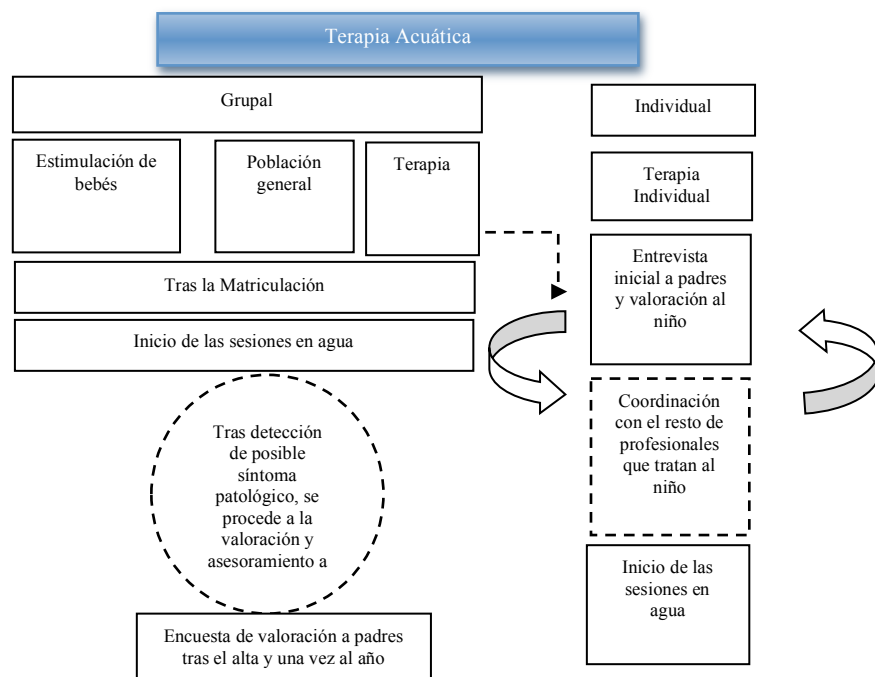 Terapia Acuática
Grupal
Estimulación de
bebés
Población
general
Terapia
Tras la Matriculación
Inicio de las sesiones en agua
Tras detección
de posible
síntoma
patológico, se
procede a la
valoración y
asesoramiento a
Encuesta de valoración a padres
tras el alta y una vez al año
Individual
Terapia
Individual
Entrevista
inicial a padres
y valoración al
niño
Coordinación
con el resto de
profesionales
que tratan al
niño
Inicio de las
sesiones en
agua